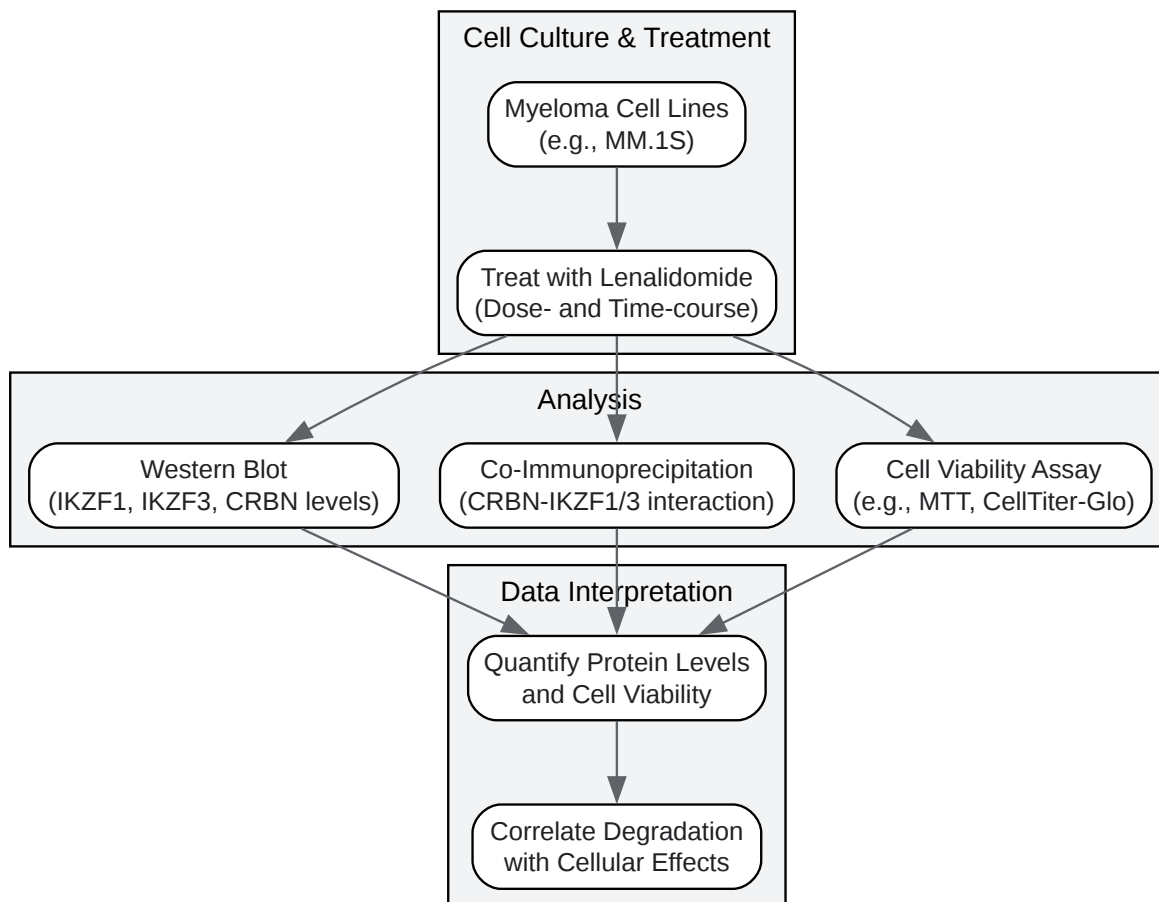 Cell Culture & Treatment
Myeloma Cell Lines
(e.g., MM.1S)
Treat with Lenalidomide
(Dose- and Time-course)
Analysis
Western Blot
(IKZF1, IKZF3, CRBN levels)
Co-Immunoprecipitation
(CRBN-IKZF1/3 interaction)
Cell Viability Assay
(e.g., MTT, CellTiter-Glo)
Data Interpretation
Quantify Protein Levels
and Cell Viability
Correlate Degradation
with Cellular Effects